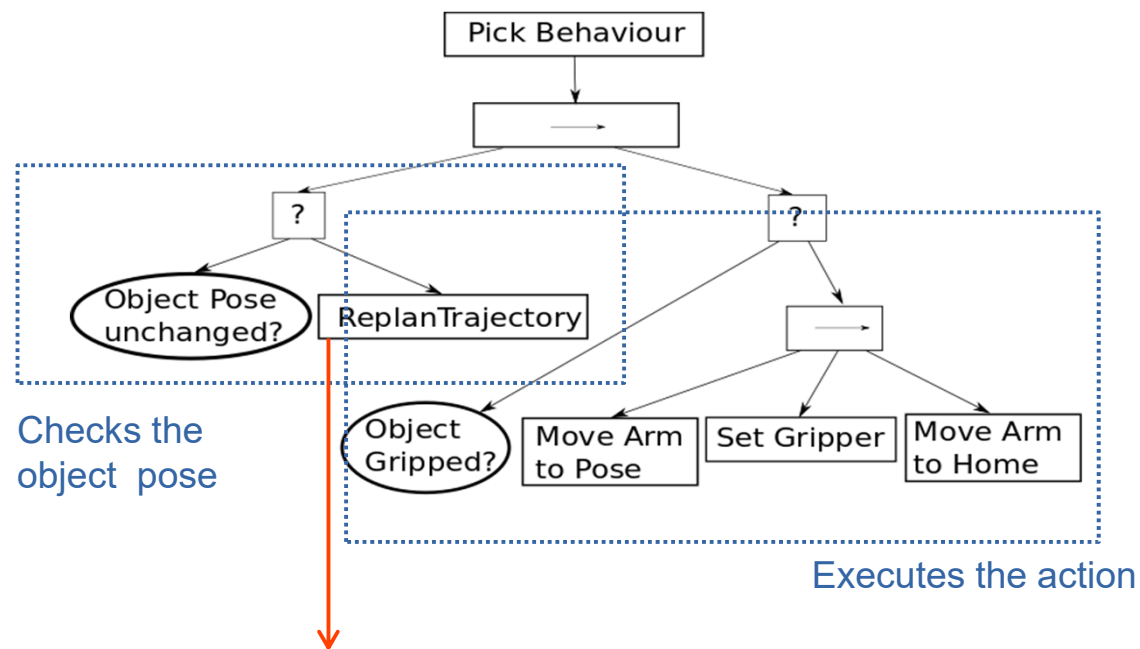 Pick Behaviour
?
?
Object Pose
unchanged?
ReplanTrajectory
Object
Gripped?
Move Arm
to Pose
Set Gripper
Move Arm
to Home
Checks the
object pose
Executes the action